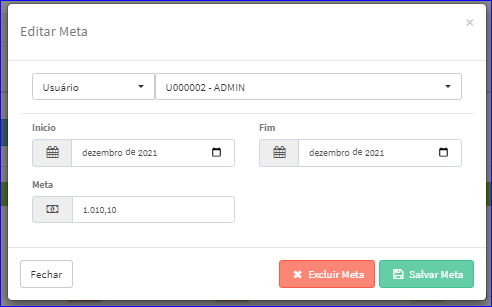 Editar Meta
×
Usuário
U000002 - ADMIN
Inicio
Fim
dezembro de 2021
dezembro de 2021
Meta
1.010,10
Fechar
Excluir Meta
Salvar Meta